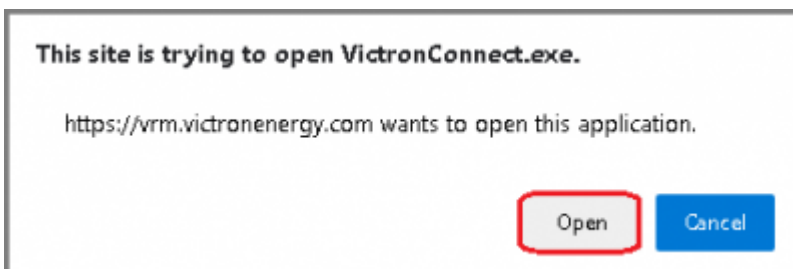 This site is trying to open VictronConnect.exe.
https://vrm.victronenergy.com wants to open this application.
Open Cancel